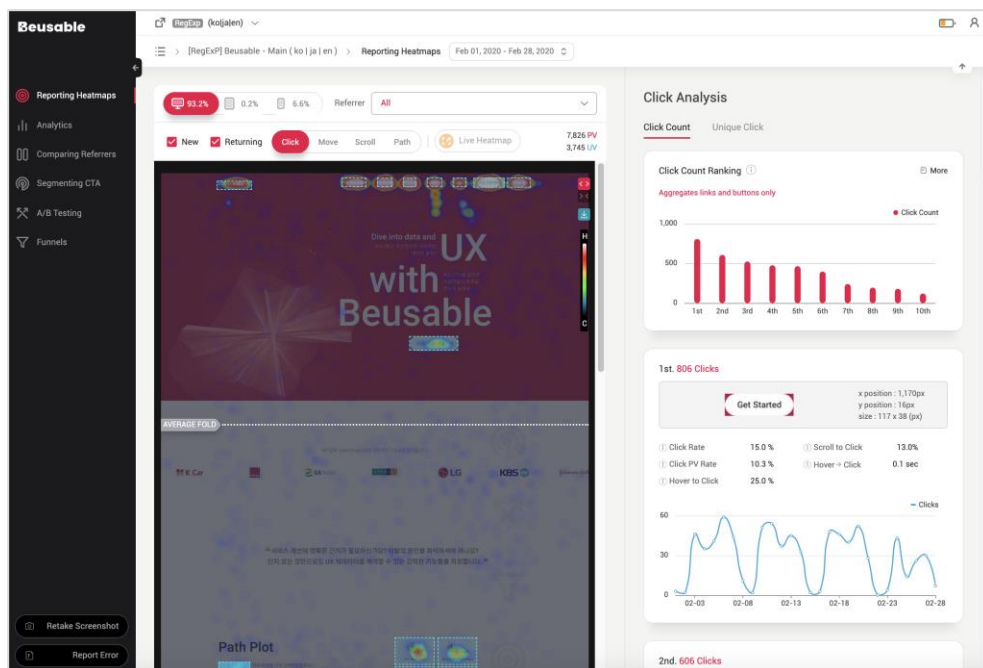 Beusable
RegExp (ko|ja|en)
[RegExP] Beusable - Main ( ko | ja | en ) > Reporting Heatmaps Feb 01, 2020 - Feb 28, 2020
Reporting Heatmaps
Analytics
Comparing Referrers
Segmenting CTA
A/B Testing
Funnels
Retake Screenshot
Report Error
93.2% 0.2% 6.6% Referrer All
New Returning Click Move Scroll Path Live Heatmap
7,826 PV
3,745 UV
H
C
Dive into data and
UX
with
Beusable
AVERAGE FOLD
K Car
LG
KBS
Path Plot
Click Analysis
Click Count Unique Click
Click Count Ranking More
Aggregates links and buttons only
Click Count
1,000
500
0
1st 2nd 3rd 4th 5th 6th 7th 8th 9th 10th
1st. 806 Clicks
Get Started
x position : 1,170px
y position : 16px
size : 117 x 38 (px)
Click Rate 15.0 % Scroll to Click 13.0%
Click PV Rate 10.3 % Hover→ Click 0.1 sec
Hover to Click 25.0 %
Clicks
60
30
0
02-03 02-08 02-13 02-18 02-23 02-28
2nd. 606 Clicks